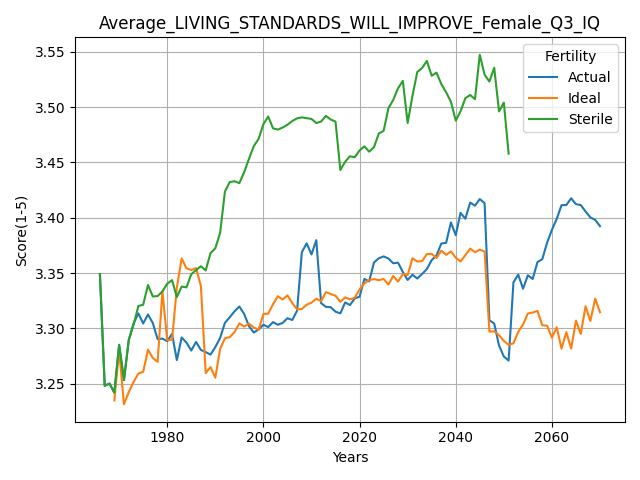 Average_LIVING_STANDARDS_WILL_IMPROVE_Female_Q3_IQ
3.55
3.50
3.45
3.40
3.35
3.30
3.25
Score(1-5)
Fertility
Actual
Ideal
Sterile
1980
2000
2020
2040
2060
Years